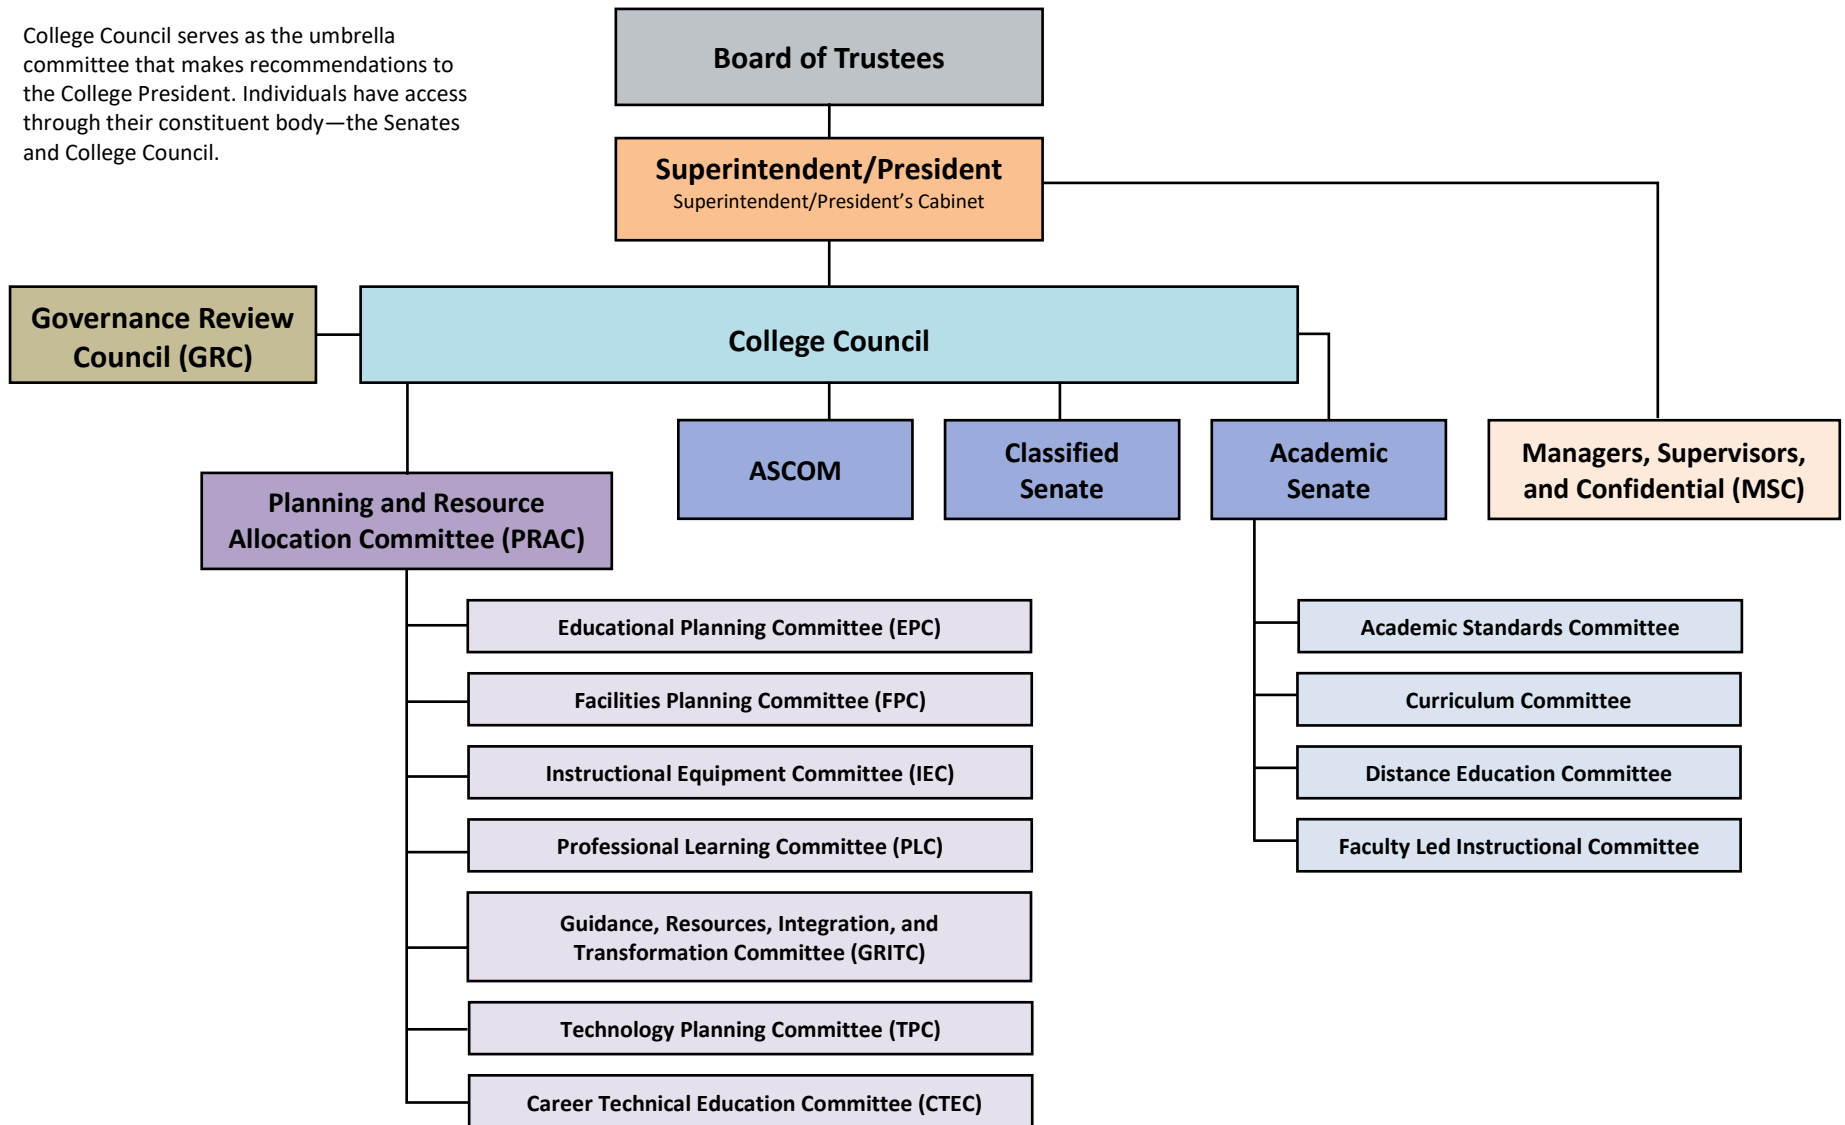 College Council serves as the umbrella
committee that makes recommendations to
the College President. Individuals have access
through their constituent body—the Senates
and College Council.
Board of Trustees
Superintendent/President
Superintendent/President’s Cabinet
Governance Review
Council (GRC)
College Council
Planning and Resource
Allocation Committee (PRAC)
ASCOM
Classified
Senate
Academic
Senate
Managers, Supervisors,
and Confidential (MSC)
Educational Planning Committee (EPC)
Facilities Planning Committee (FPC)
Instructional Equipment Committee (IEC)
Professional Learning Committee (PLC)
Guidance, Resources, Integration, and
Transformation Committee (GRITC)
Technology Planning Committee (TPC)
Career Technical Education Committee (CTEC)
Academic Standards Committee
Curriculum Committee
Distance Education Committee
Faculty Led Instructional Committee